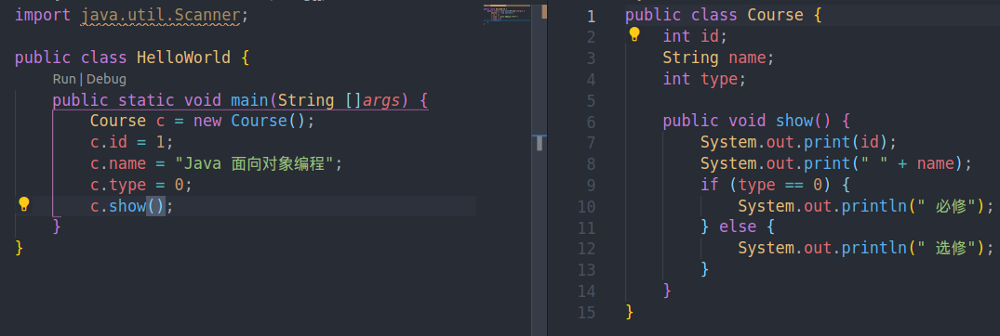 import java.util.Scanner;
public class HelloWorld {
Run | Debug
public static void main(String []args) {
Course c = new Course();
c.id = 1;
c.name = "Java 面向对象编程";
c.type = 0;
c.show();
}
}
1 public class Course {
2 int id;
3 String name;
4 int type;
5
6 public void show() {
7 System.out.print(id);
8 System.out.print(" " + name);
9 if (type == 0) {
10 System.out.println(" 必修");
11 } else {
12 System.out.println(" 选修");
13 }
14 }
15 }